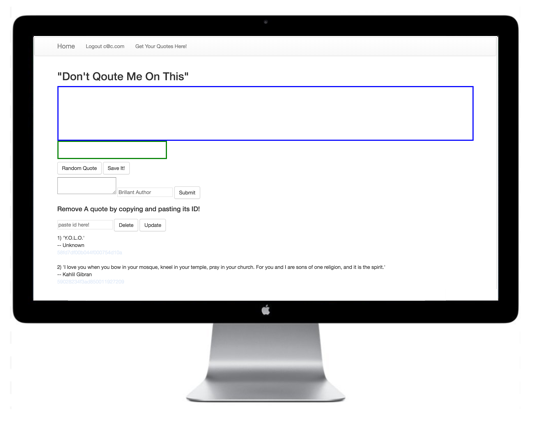 Home Logout c@c.com Get Your Quotes Here!
"Don't Qoute Me On This"
Random Quote Save It!
Brillant Author Submit
Remove A quote by copying and pasting its ID!
paste id here! Delete Update
1) 'Y.O.L.O.'
-- Unknown
2) 'I love you when you bow in your mosque, kneel in your temple, pray in your church. For you and I are sons of one religion, and it is the spirit.'
-- Kahlil Gibran